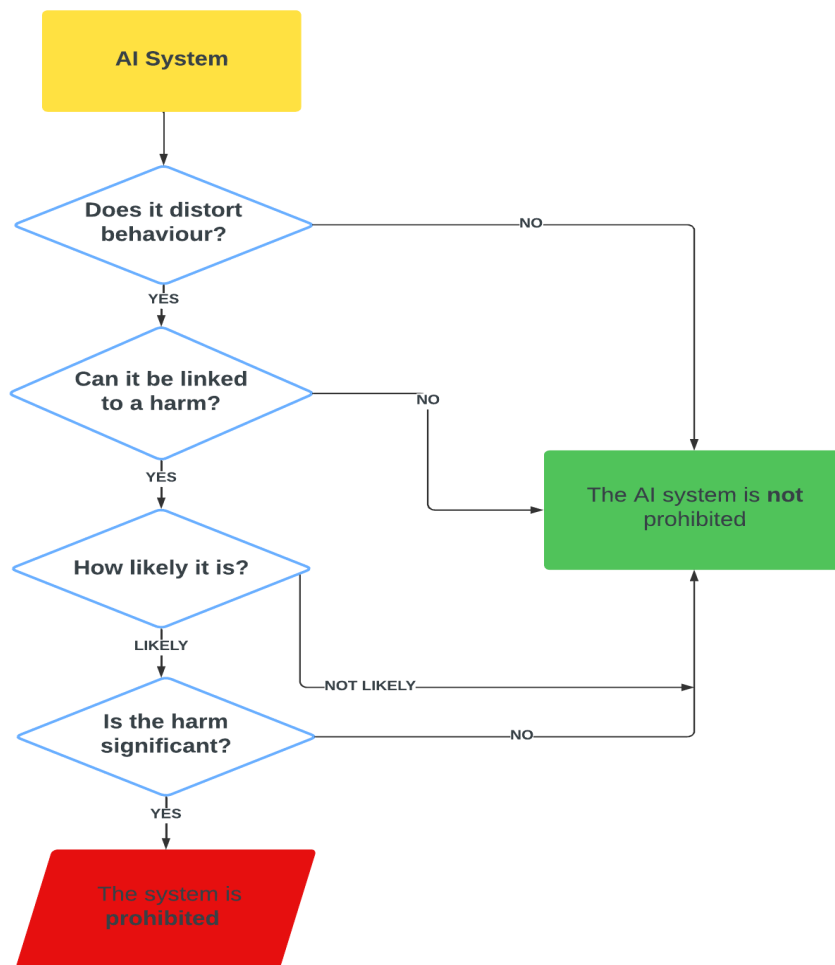 AI System
Does it distort
behaviour?
NO
YES
Can it be linked
to a harm?
NO
YES
The AI system is not
prohibited
How likely it is?
LIKELY
NOT LIKELY
Is the harm
significant?
NO
YES
The system is
prohibited